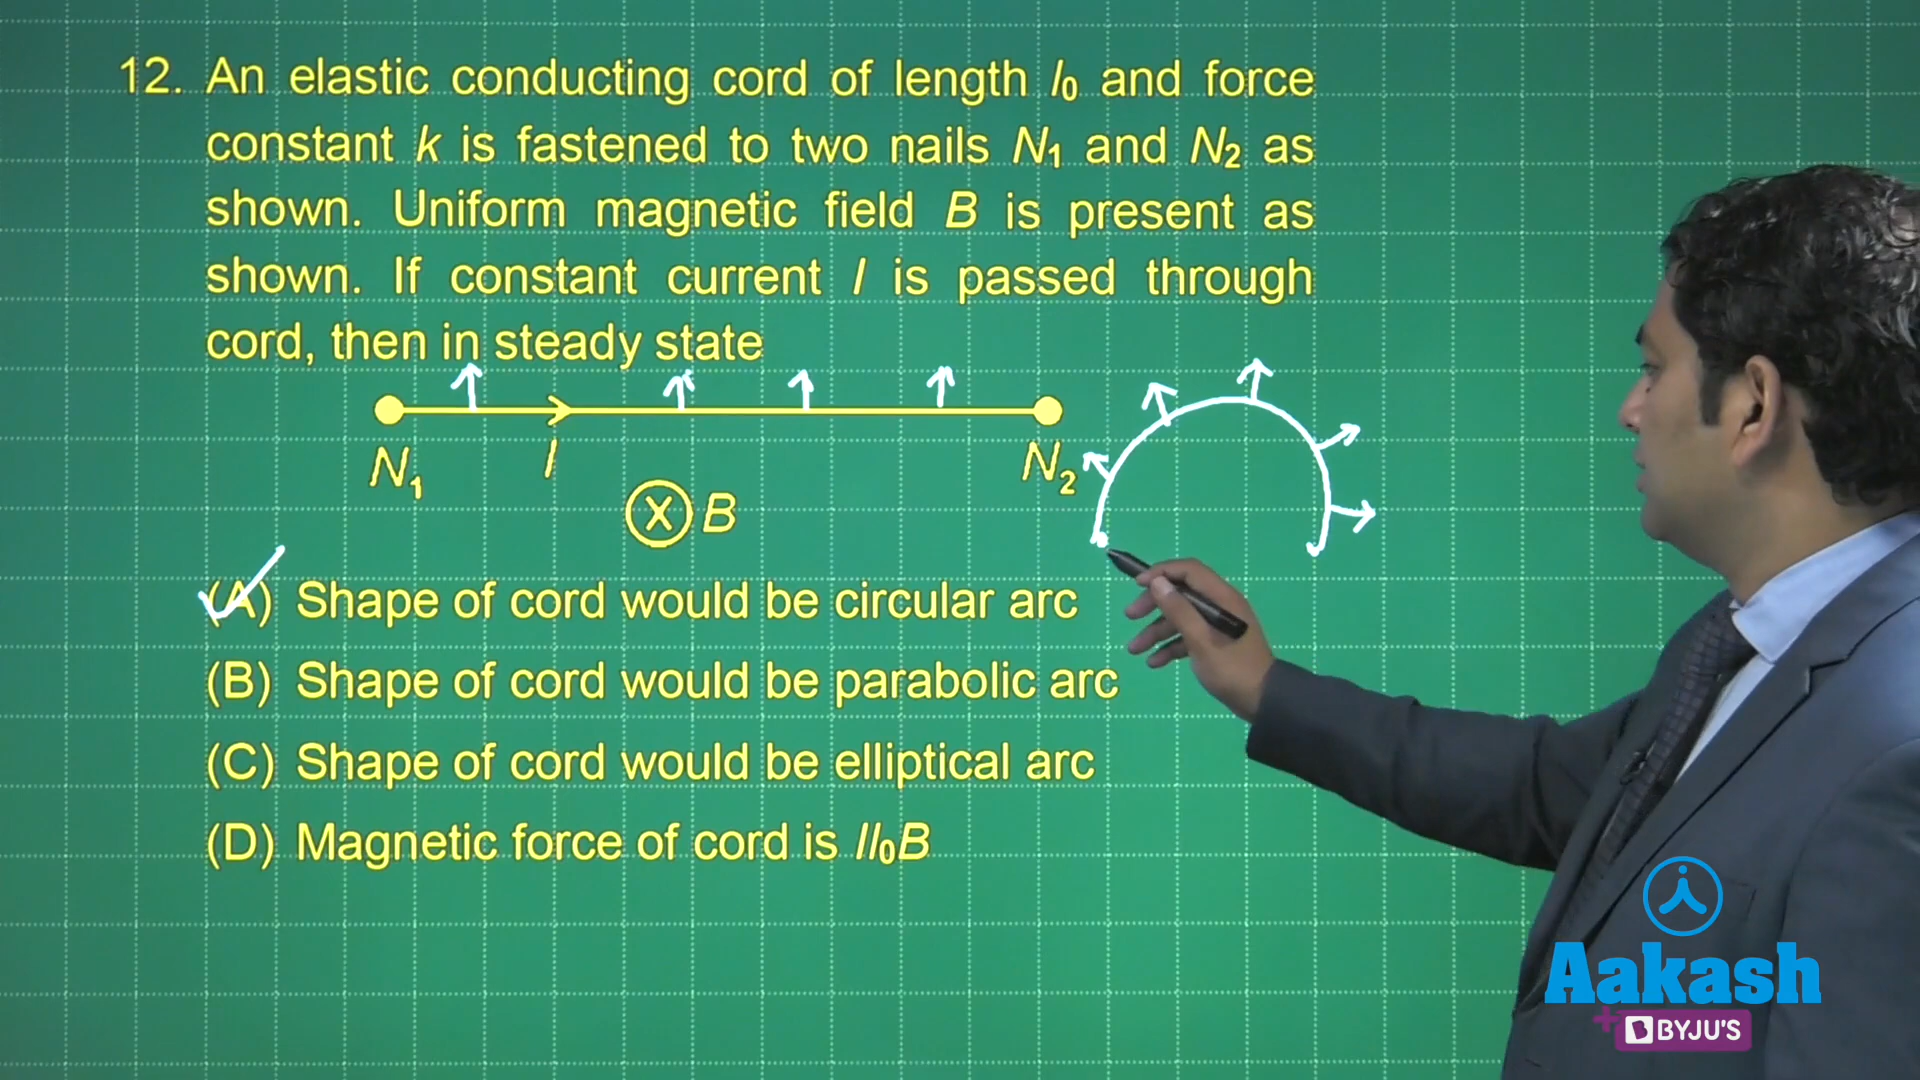 12. An elastic conducting cord of length l₀ and force
constant k is fastened to two nails N₁ and N₂ as
shown. Uniform magnetic field B is present as
shown. If constant current I is passed through
cord, then in steady state
N₁ I N₂
X B
(A) Shape of cord would be circular arc
(B) Shape of cord would be parabolic arc
(C) Shape of cord would be elliptical arc
(D) Magnetic force of cord is Il₀B
Aakash
+ B BYJU'S